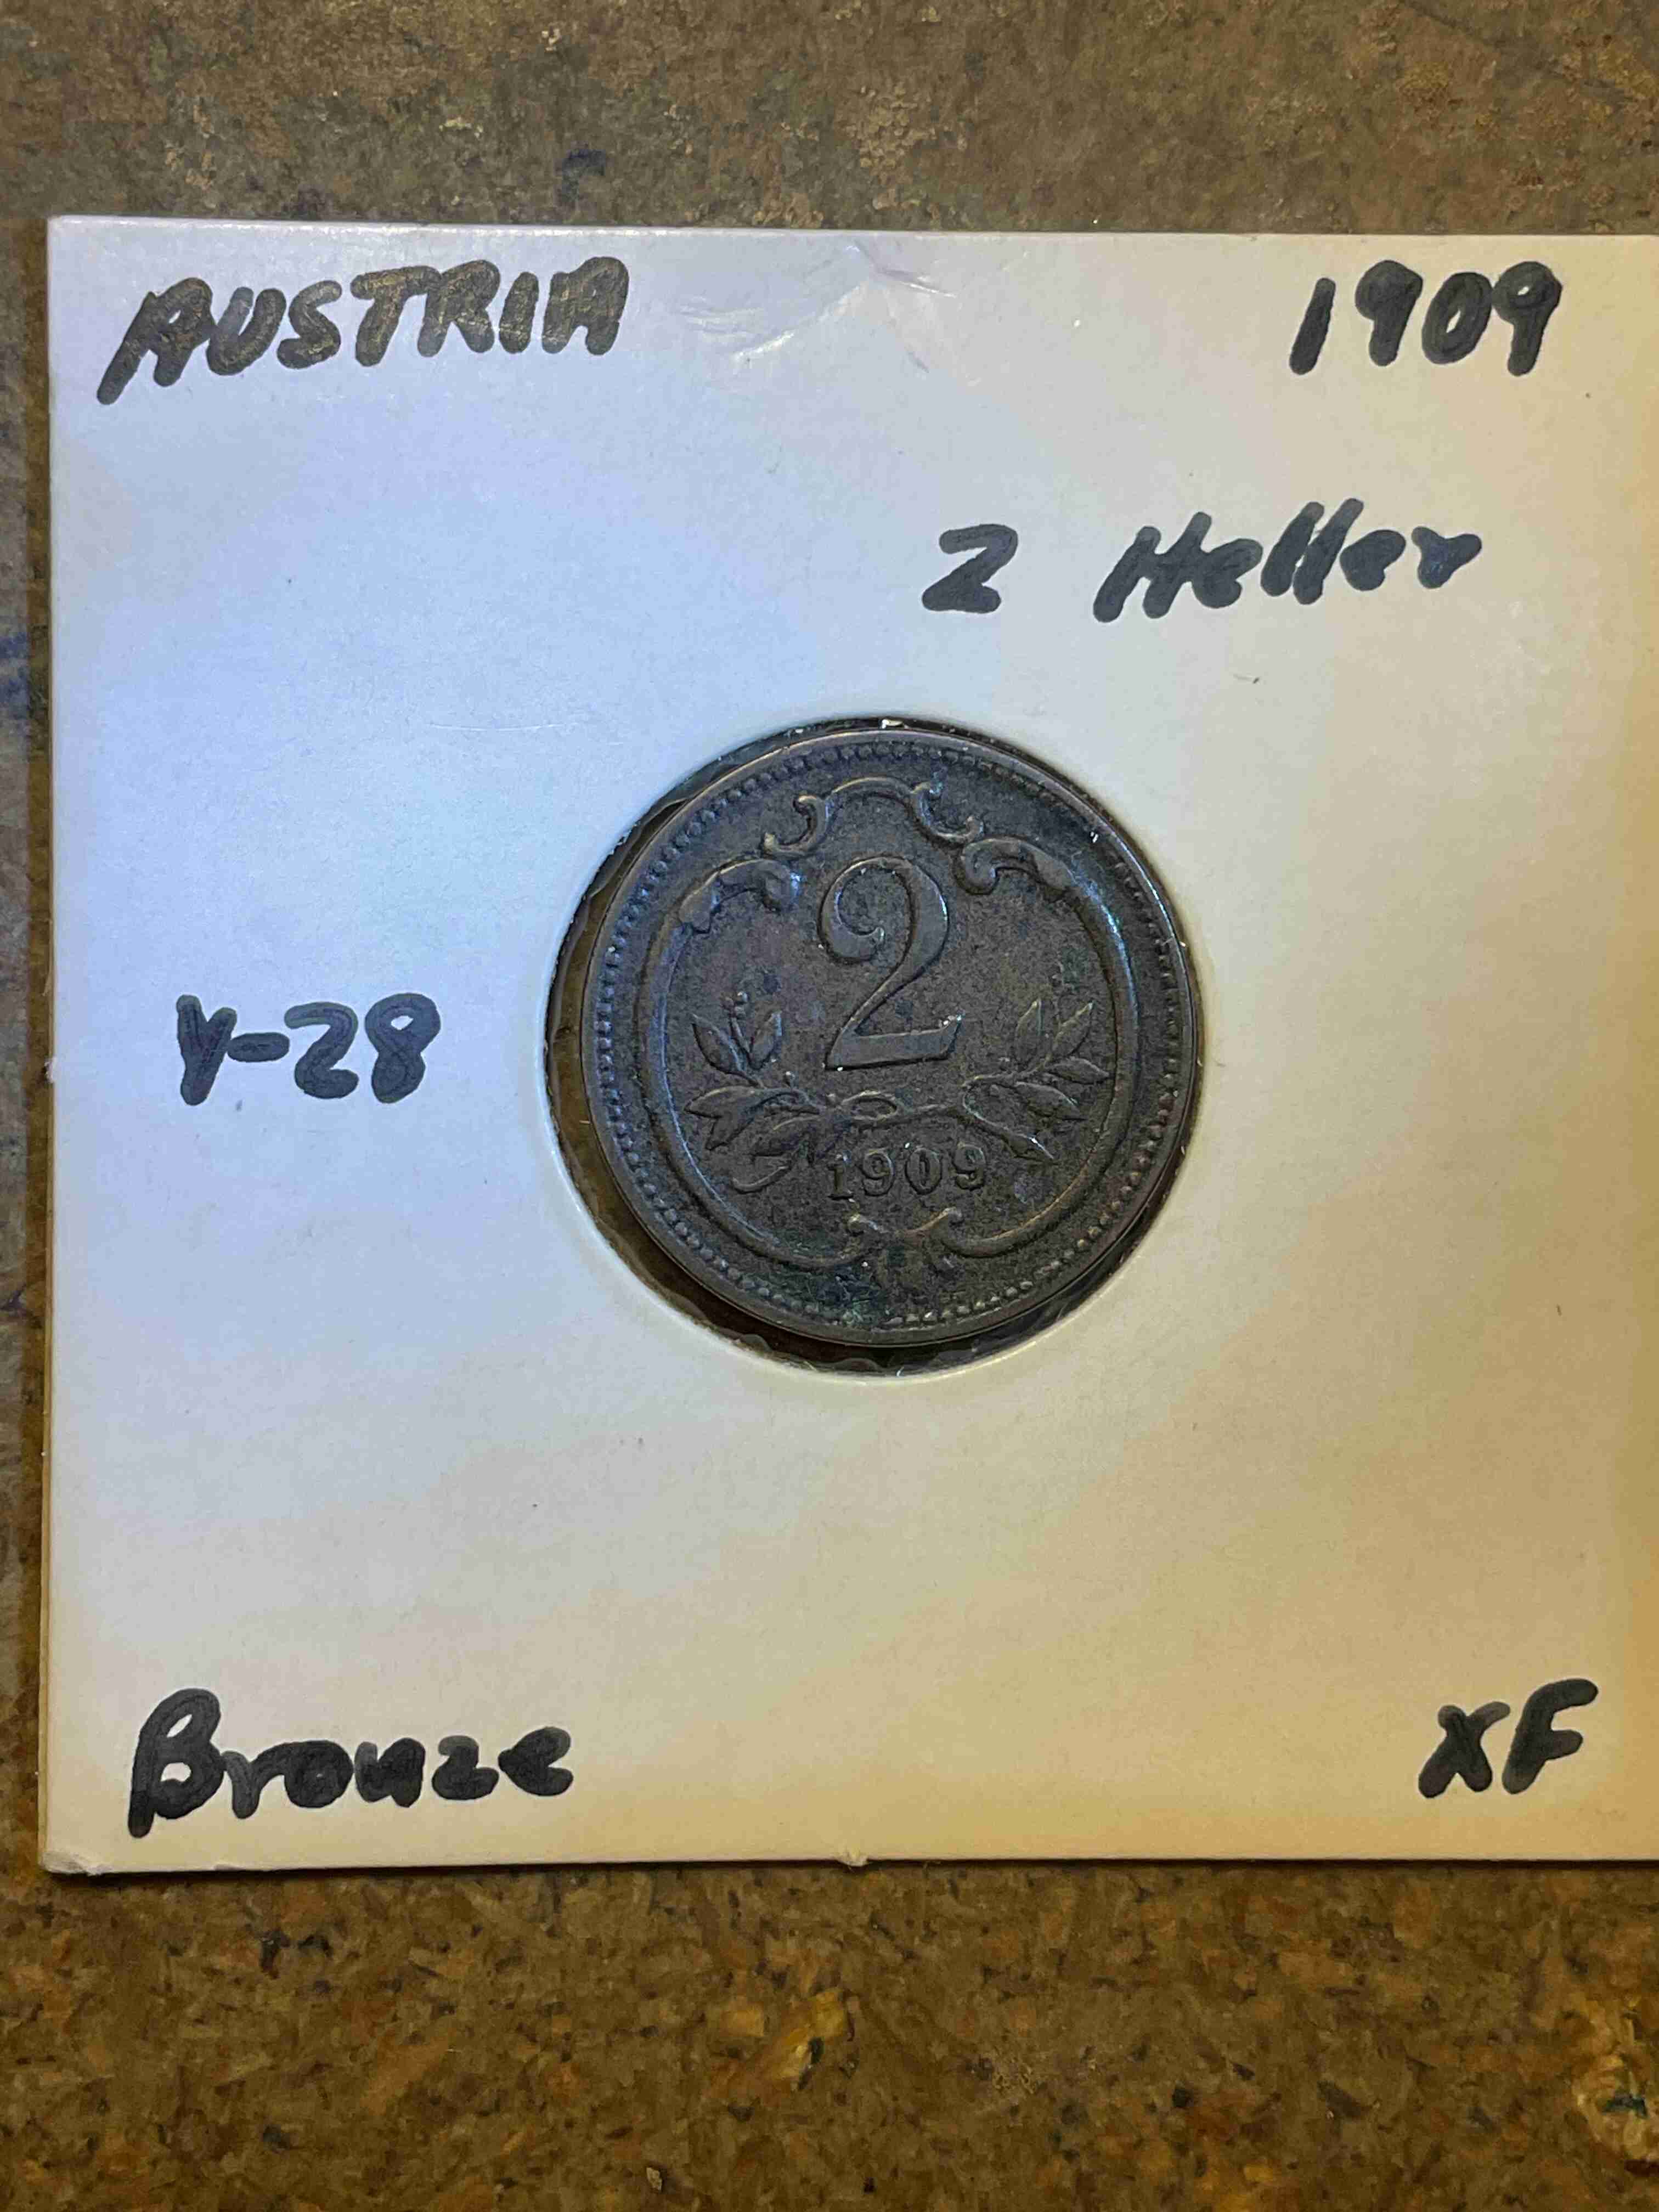 AUSTRIA 1909
2 Heller
2
Y-28
1909
Bronze XF